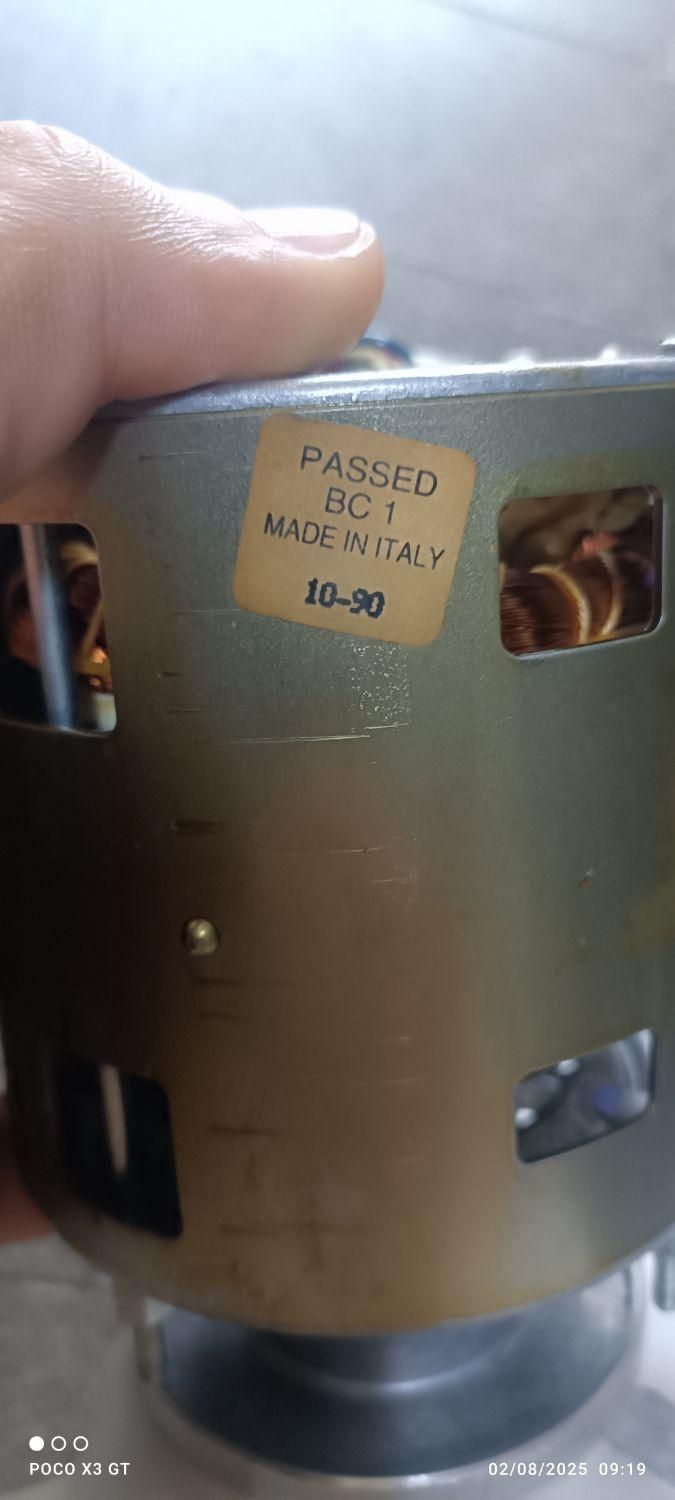 PASSED
BC 1
MADE IN ITALY
10-90
POCO X3 GT
02/08/2025 09:19